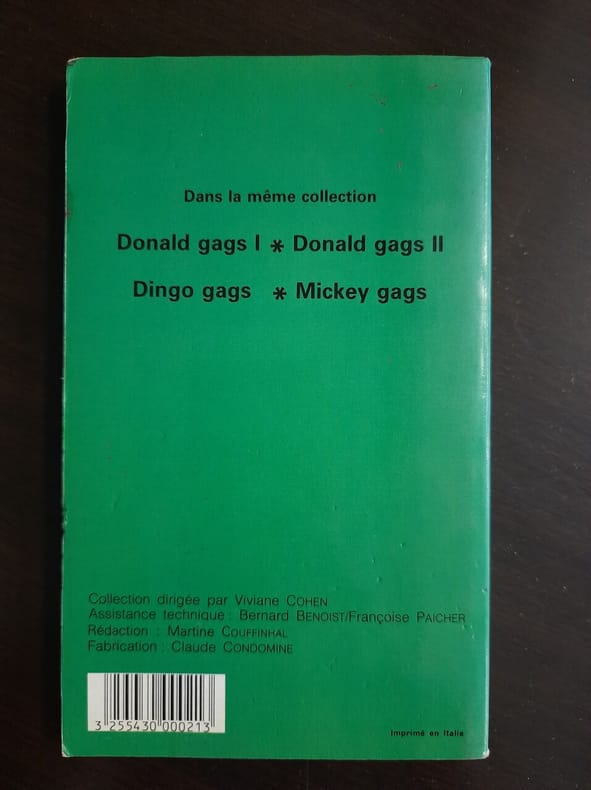 Dans la même collection
Donald gags I * Donald gags II
Dingo gags * Mickey gags
Collection dirigée par Viviane COHEN
Assistance technique : Bernard BENOIST/Françoise PAICHER
Rédaction : Martine COUFFINHAL
Fabrication : Claude CONDOMINE
3 255430 000213
Imprimé en Italie